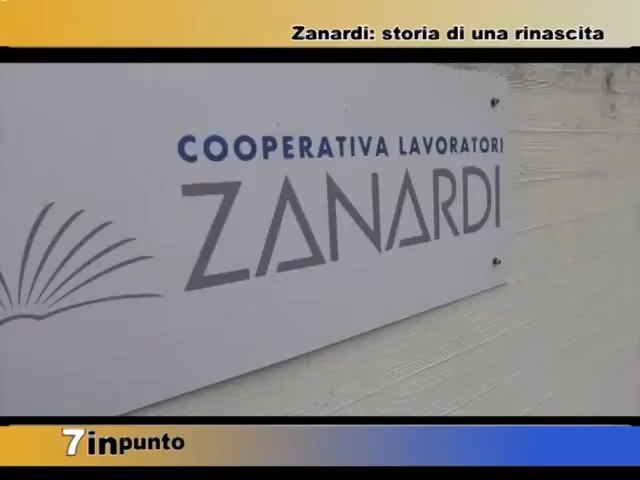 Zanardi: storia di una rinascita
COOPERATIVA LAVORATORI
ZANARDI
7inpunto